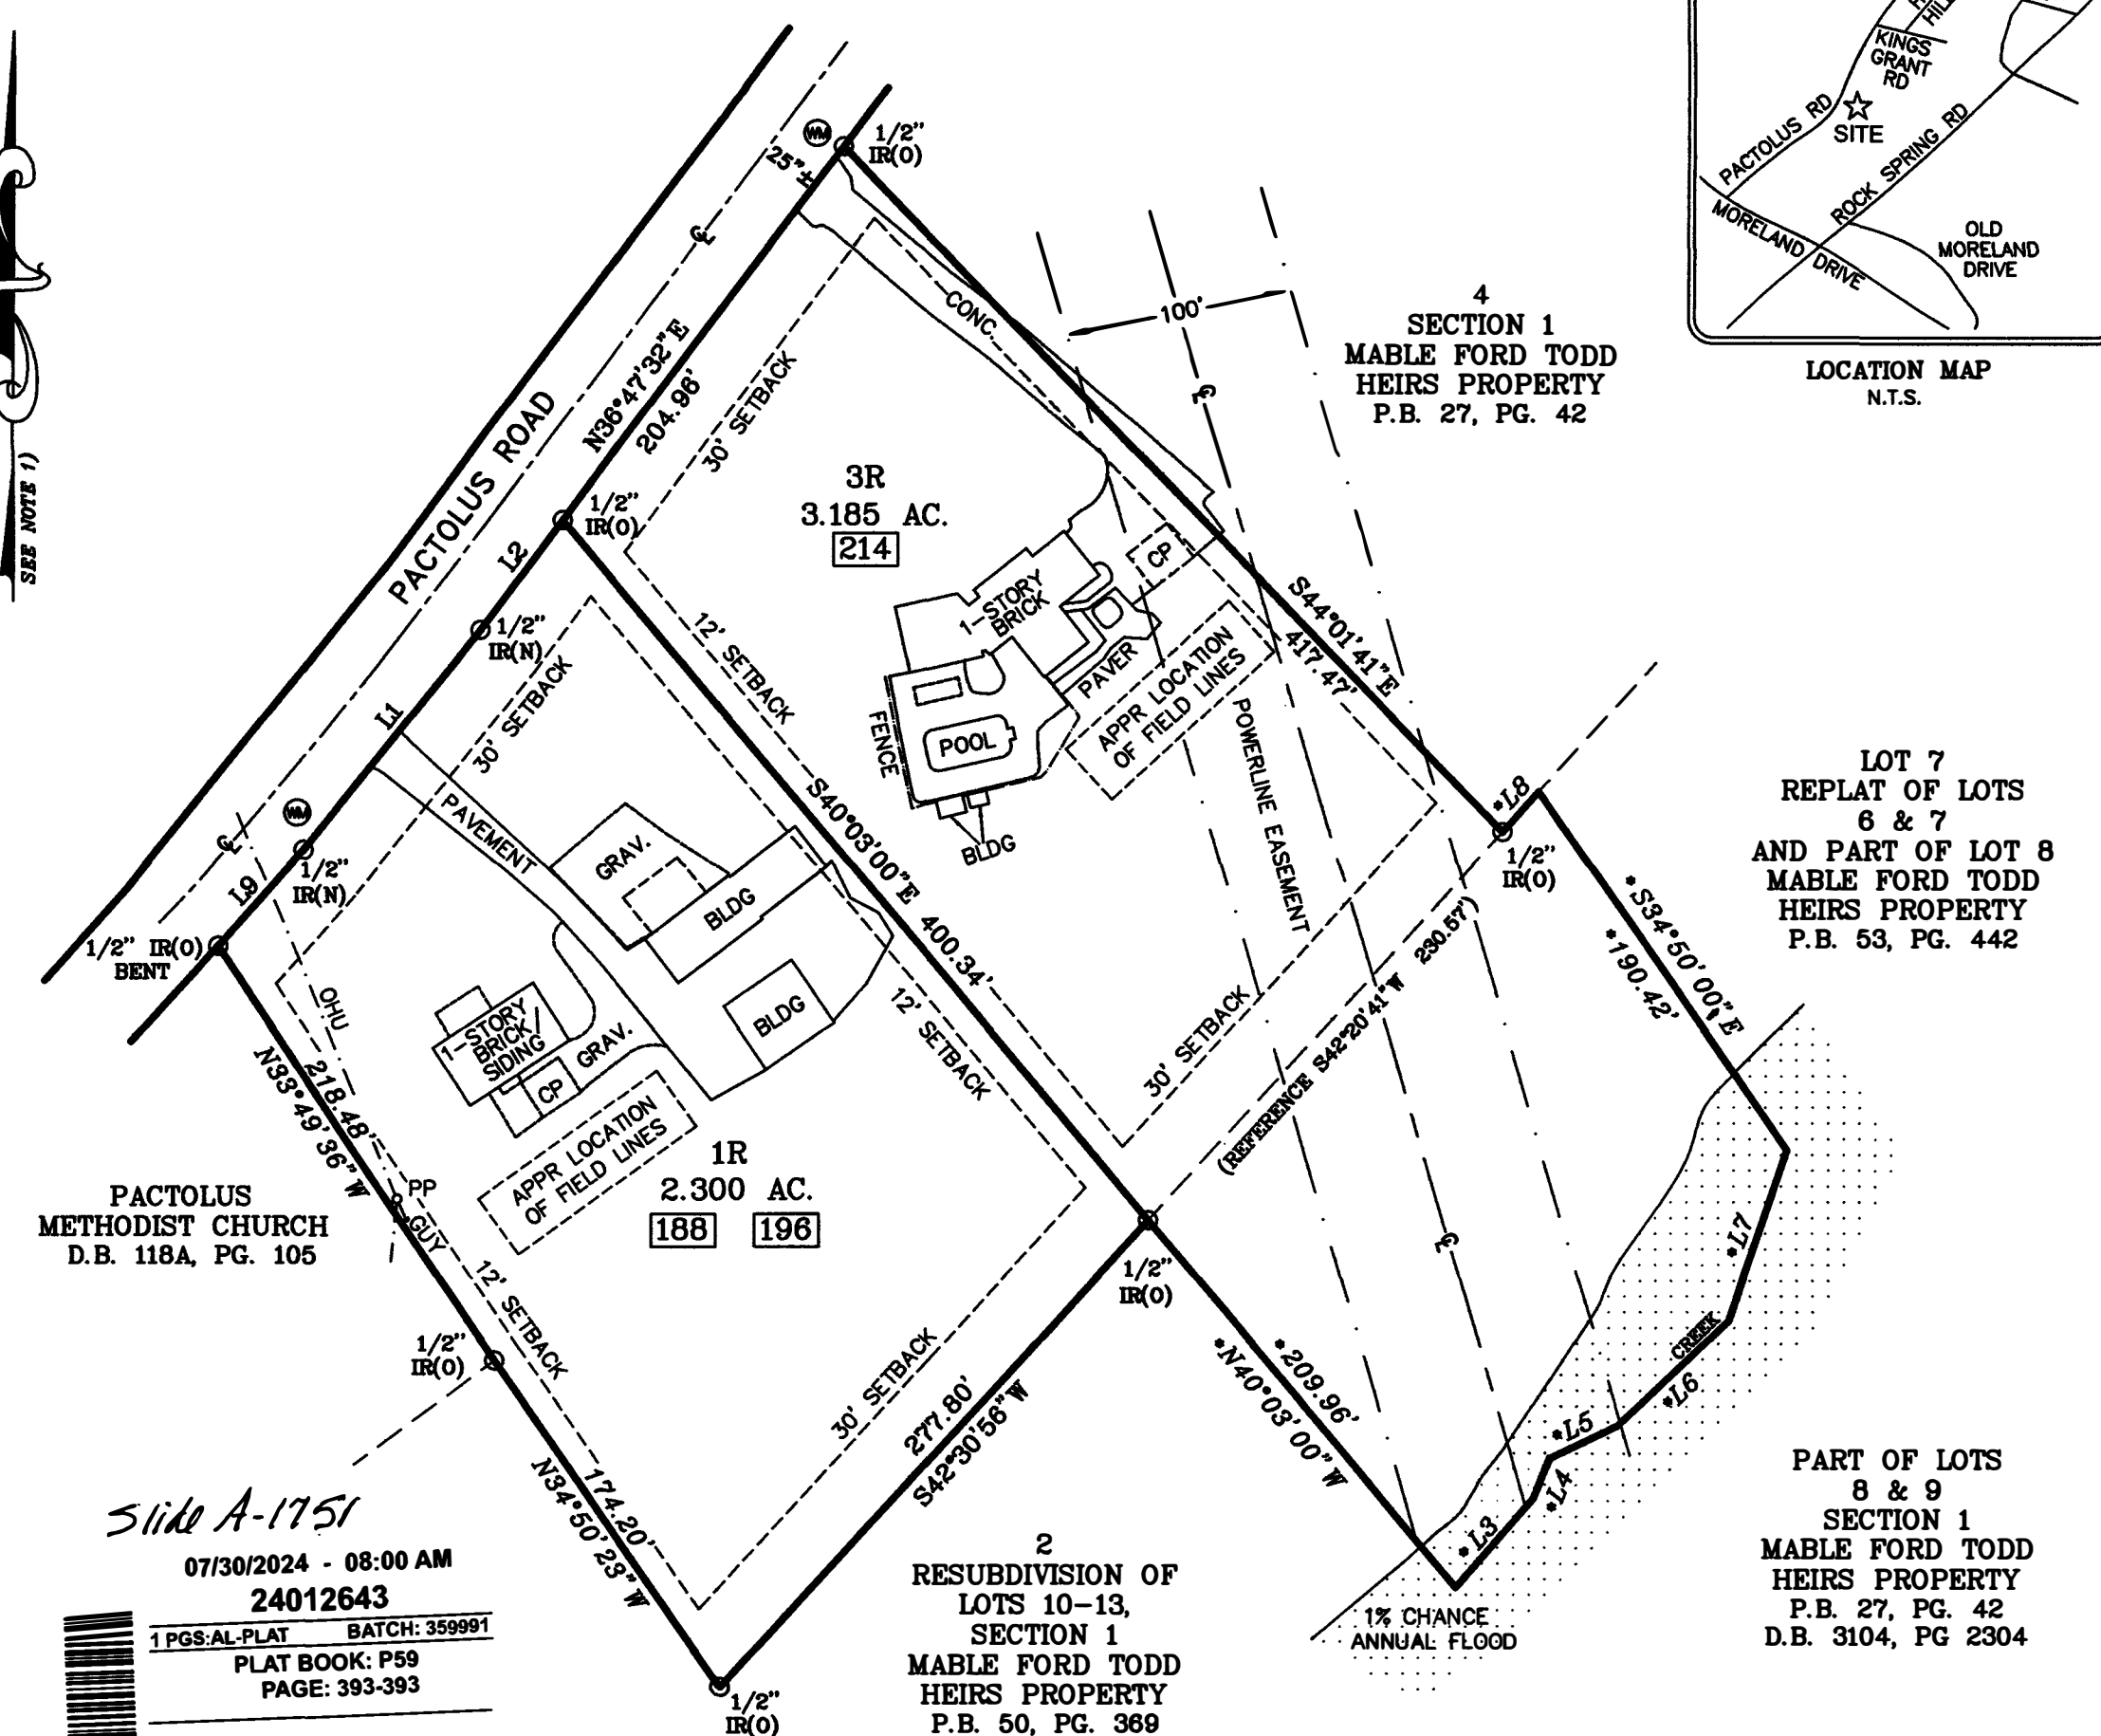 KINGS
GRANT
RD
PACTOLUS RD
SITE
ROCK SPRING RD
MORELAND DRIVE
OLD
MORELAND
DRIVE
LOCATION MAP
N.T.S.
SEE NOTE 1)
WM
1/2"
IR(O)
25'±
CONC.
100'
4
SECTION 1
MABLE FORD TODD
HEIRS PROPERTY
P.B. 27, PG. 42
N36°47'32"E
204.96'
30' SETBACK
PACTOLUS ROAD
3R
3.185 AC.
214
1/2"
IR(O)
L2
1/2"
IR(N)
30' SETBACK
L1
12' SETBACK
1-STORY
BRICK
CP
PAVER
APPR LOCATION
OF FIELD LINES
S44°01'41"E
417.47'
FENCE
POOL
BLDG
POWERLINE EASEMENT
*L8
1/2"
IR(O)
LOT 7
REPLAT OF LOTS
6 & 7
AND PART OF LOT 8
MABLE FORD TODD
HEIRS PROPERTY
P.B. 53, PG. 442
*S34°50'00"E
*190.42'
S40°03'00"E 400.34'
PAVEMENT
GRAV.
BLDG
BLDG
WM
1/2"
IR(N)
L9
1/2" IR(O)
BENT
OHU
1-STORY
BRICK/
SIDING
GRAV.
CP
APPR LOCATION
OF FIELD LINES
12' SETBACK
30' SETBACK
(REFERENCE S42°20'41"W 230.57')
N33°49'36"W
218.48'
PP
GUY
1R
2.300 AC.
188 196
PACTOLUS
METHODIST CHURCH
D.B. 118A, PG. 105
12' SETBACK
1/2"
IR(O)
1/2"
IR(O)
30' SETBACK
277.80'
S42°30'56"W
*209.96'
*N40°03'00"W
*L7
CREEK
*L6
*L5
*L4
*L3
N34°50'23"W
174.20'
1/2"
IR(O)
1% CHANCE
ANNUAL FLOOD
PART OF LOTS
8 & 9
SECTION 1
MABLE FORD TODD
HEIRS PROPERTY
P.B. 27, PG. 42
D.B. 3104, PG 2304
2
RESUBDIVISION OF
LOTS 10-13,
SECTION 1
MABLE FORD TODD
HEIRS PROPERTY
P.B. 50, PG. 369
Slide A-1751
07/30/2024 - 08:00 AM
24012643
1 PGS:AL-PLAT BATCH: 359991
PLAT BOOK: P59
PAGE: 393-393